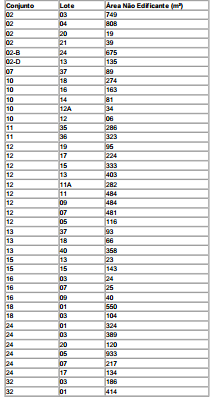 Conjunto Lote Área Não Edificante (m²)
02 03 749
02 04 808
02 20 19
02 21 39
02-B 24 675
02-D 13 135
07 37 89
10 18 274
10 16 163
10 14 81
10 12A 34
10 12 06
11 35 286
11 36 323
12 19 95
12 17 224
12 15 333
12 13 403
12 11A 282
12 11 484
12 09 484
12 07 481
12 05 116
13 37 93
13 18 66
13 40 358
15 13 23
15 15 143
16 03 24
16 07 25
16 09 40
18 01 550
18 03 104
24 01 324
24 03 389
24 20 120
24 05 933
24 07 217
24 17 134
32 03 186
32 01 414